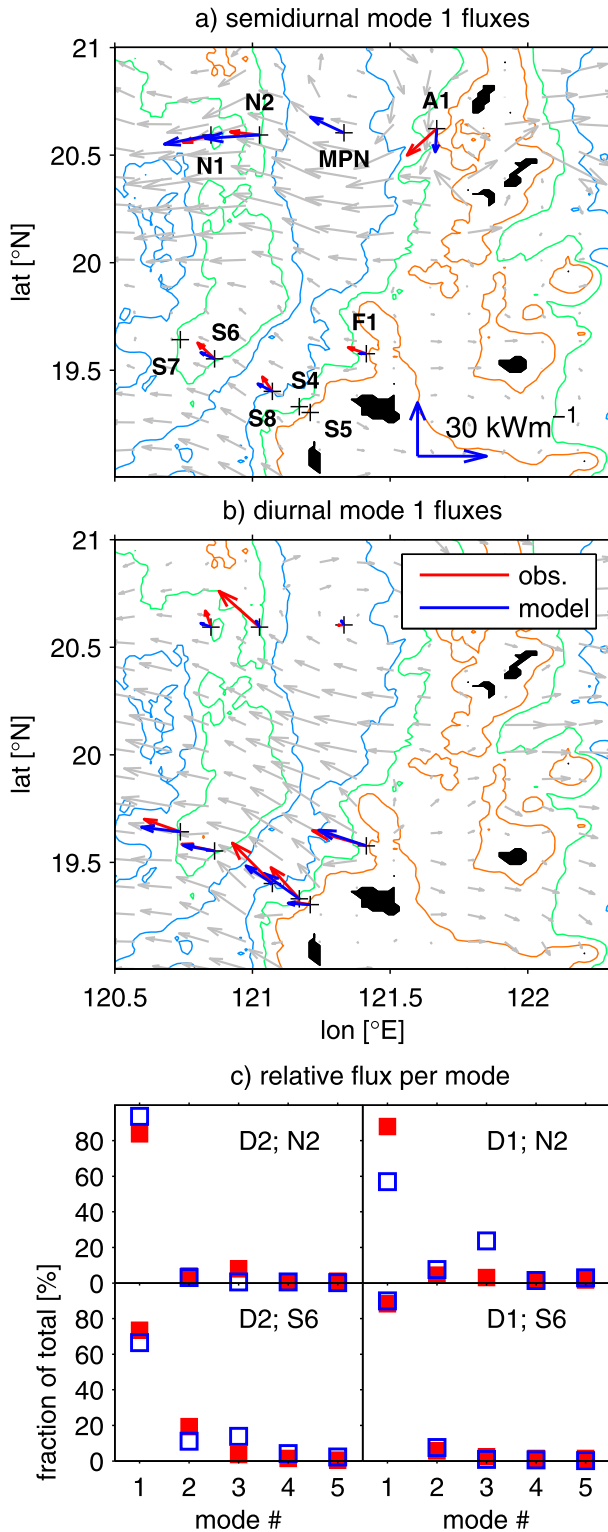 a) semidiurnal mode 1 fluxes
21
20.5
20
19.5
lat [°N]
N2
A1
N1
MPN
S6
F1
S7
S4
S8
S5
30 kWm−1
b) diurnal mode 1 fluxes
21
20.5
20
19.5
lat [°N]
obs.
model
120.5 121 121.5 122
lon [°E]
c) relative flux per mode
fraction of total [%]
80
60
40
20
0
D2; N2
D1; N2
80
60
40
20
0
D2; S6
D1; S6
1 2 3 4 5 1 2 3 4 5
mode # mode #